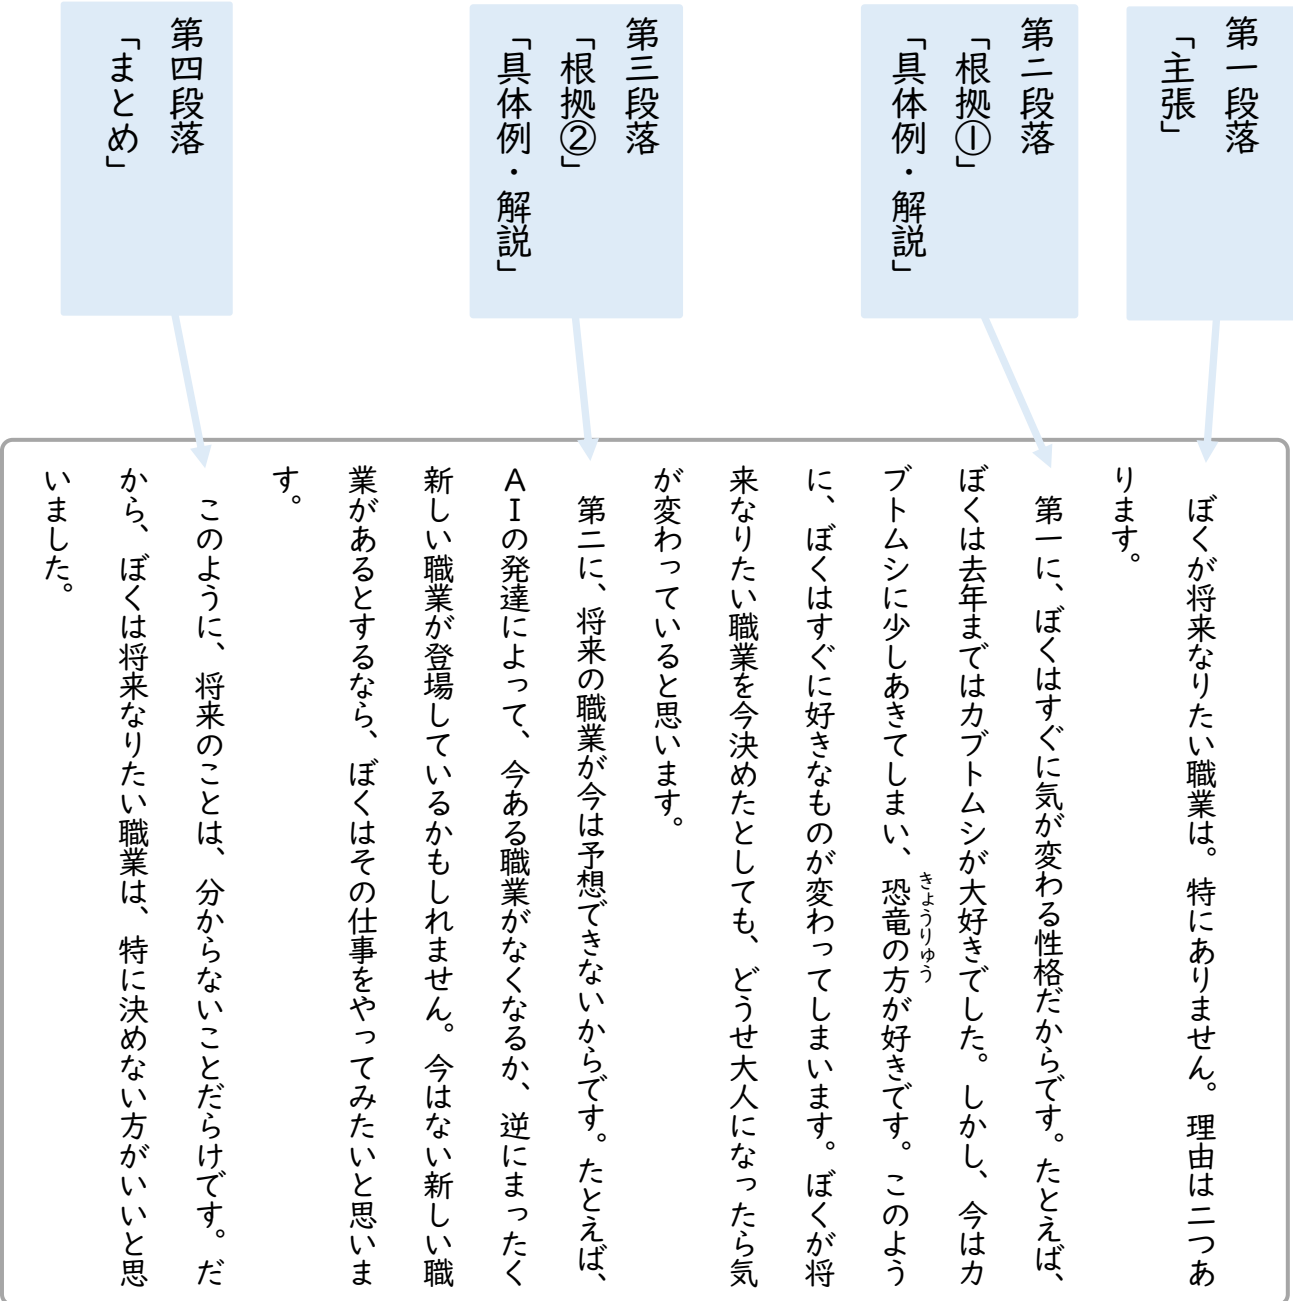 第一段落
「主張」
第二段落
「根拠①」
「具体例・解説」
第三段落
「根拠②」
「具体例・解説」
第四段落
「まとめ」
ぼくが将来なりたい職業は。特にありません。理由は二つあ
ります。
第一に、ぼくはすぐに気が変わる性格だからです。たとえば、
ぼくは去年まではカブトムシが大好きでした。しかし、今はカ
きょうりゅう
ブトムシに少しあきてしまい、恐竜の方が好きです。このよう
に、ぼくはすぐに好きなものが変わってしまいます。ぼくが将
来なりたい職業を今決めたとしても、どうせ大人になったら気
が変わっていると思います。
第二に、将来の職業が今は予想できないからです。たとえば、
ＡＩの発達によって、今ある職業がなくなるか、逆にまったく
新しい職業が登場しているかもしれません。今はない新しい職
業があるとするなら、ぼくはその仕事をやってみたいと思いま
す。
このように、将来のことは、分からないことだらけです。だ
から、ぼくは将来なりたい職業は、特に決めない方がいいと思
いました。